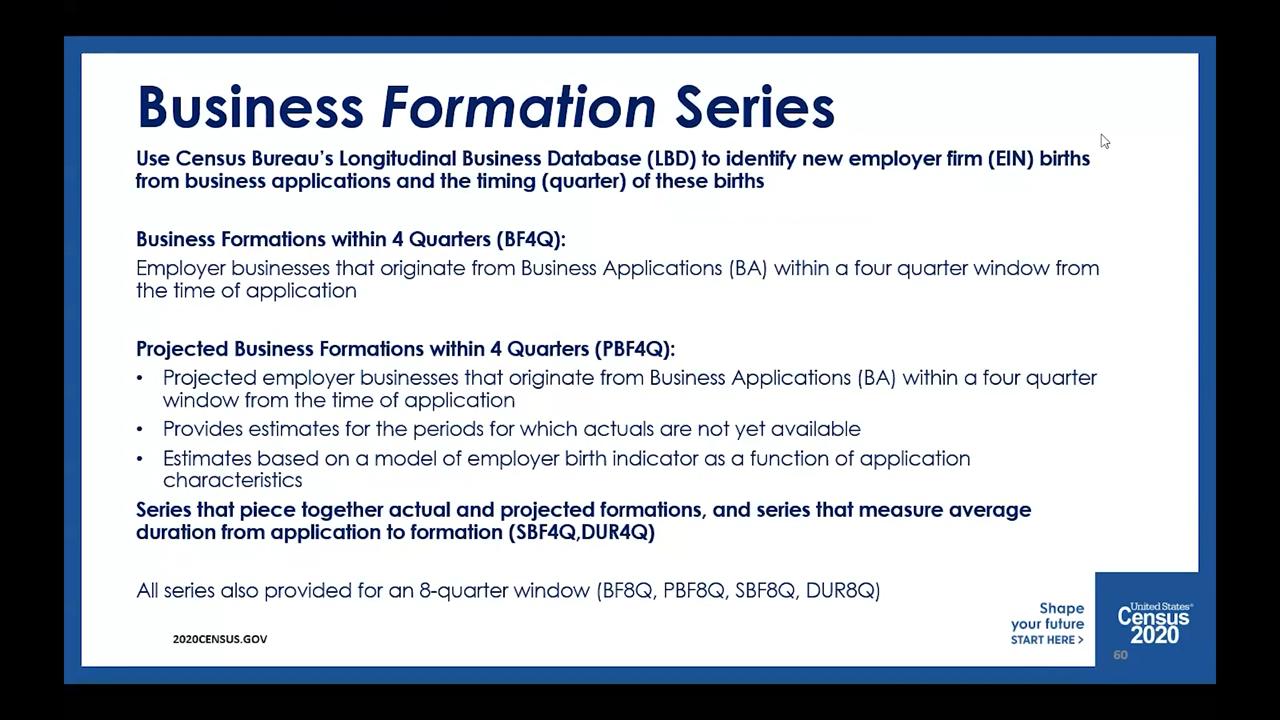 Business Formation Series
Use Census Bureau's Longitudinal Business Database (LBD) to identify new employer firm (EIN) births
from business applications and the timing (quarter) of these births
Business Formations within 4 Quarters (BF4Q):
Employer businesses that originate from Business Applications (BA) within a four quarter window from
the time of application
Projected Business Formations within 4 Quarters (PBF4Q):
• Projected employer businesses that originate from Business Applications (BA) within a four quarter
window from the time of application
• Provides estimates for the periods for which actuals are not yet available
• Estimates based on a model of employer birth indicator as a function of application
characteristics
Series that piece together actual and projected formations, and series that measure average
duration from application to formation (SBF4Q,DUR4Q)
All series also provided for an 8-quarter window (BF8Q, PBF8Q, SBF8Q, DUR8Q)
2020CENSUS.GOV
Shape
your future
START HERE >
United States®
Census
2020
60